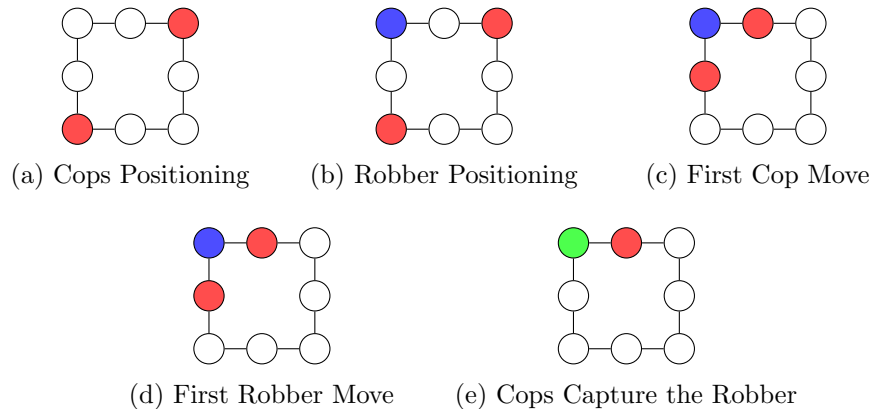 (a) Cops Positioning
(b) Robber Positioning
(c) First Cop Move
(d) First Robber Move
(e) Cops Capture the Robber